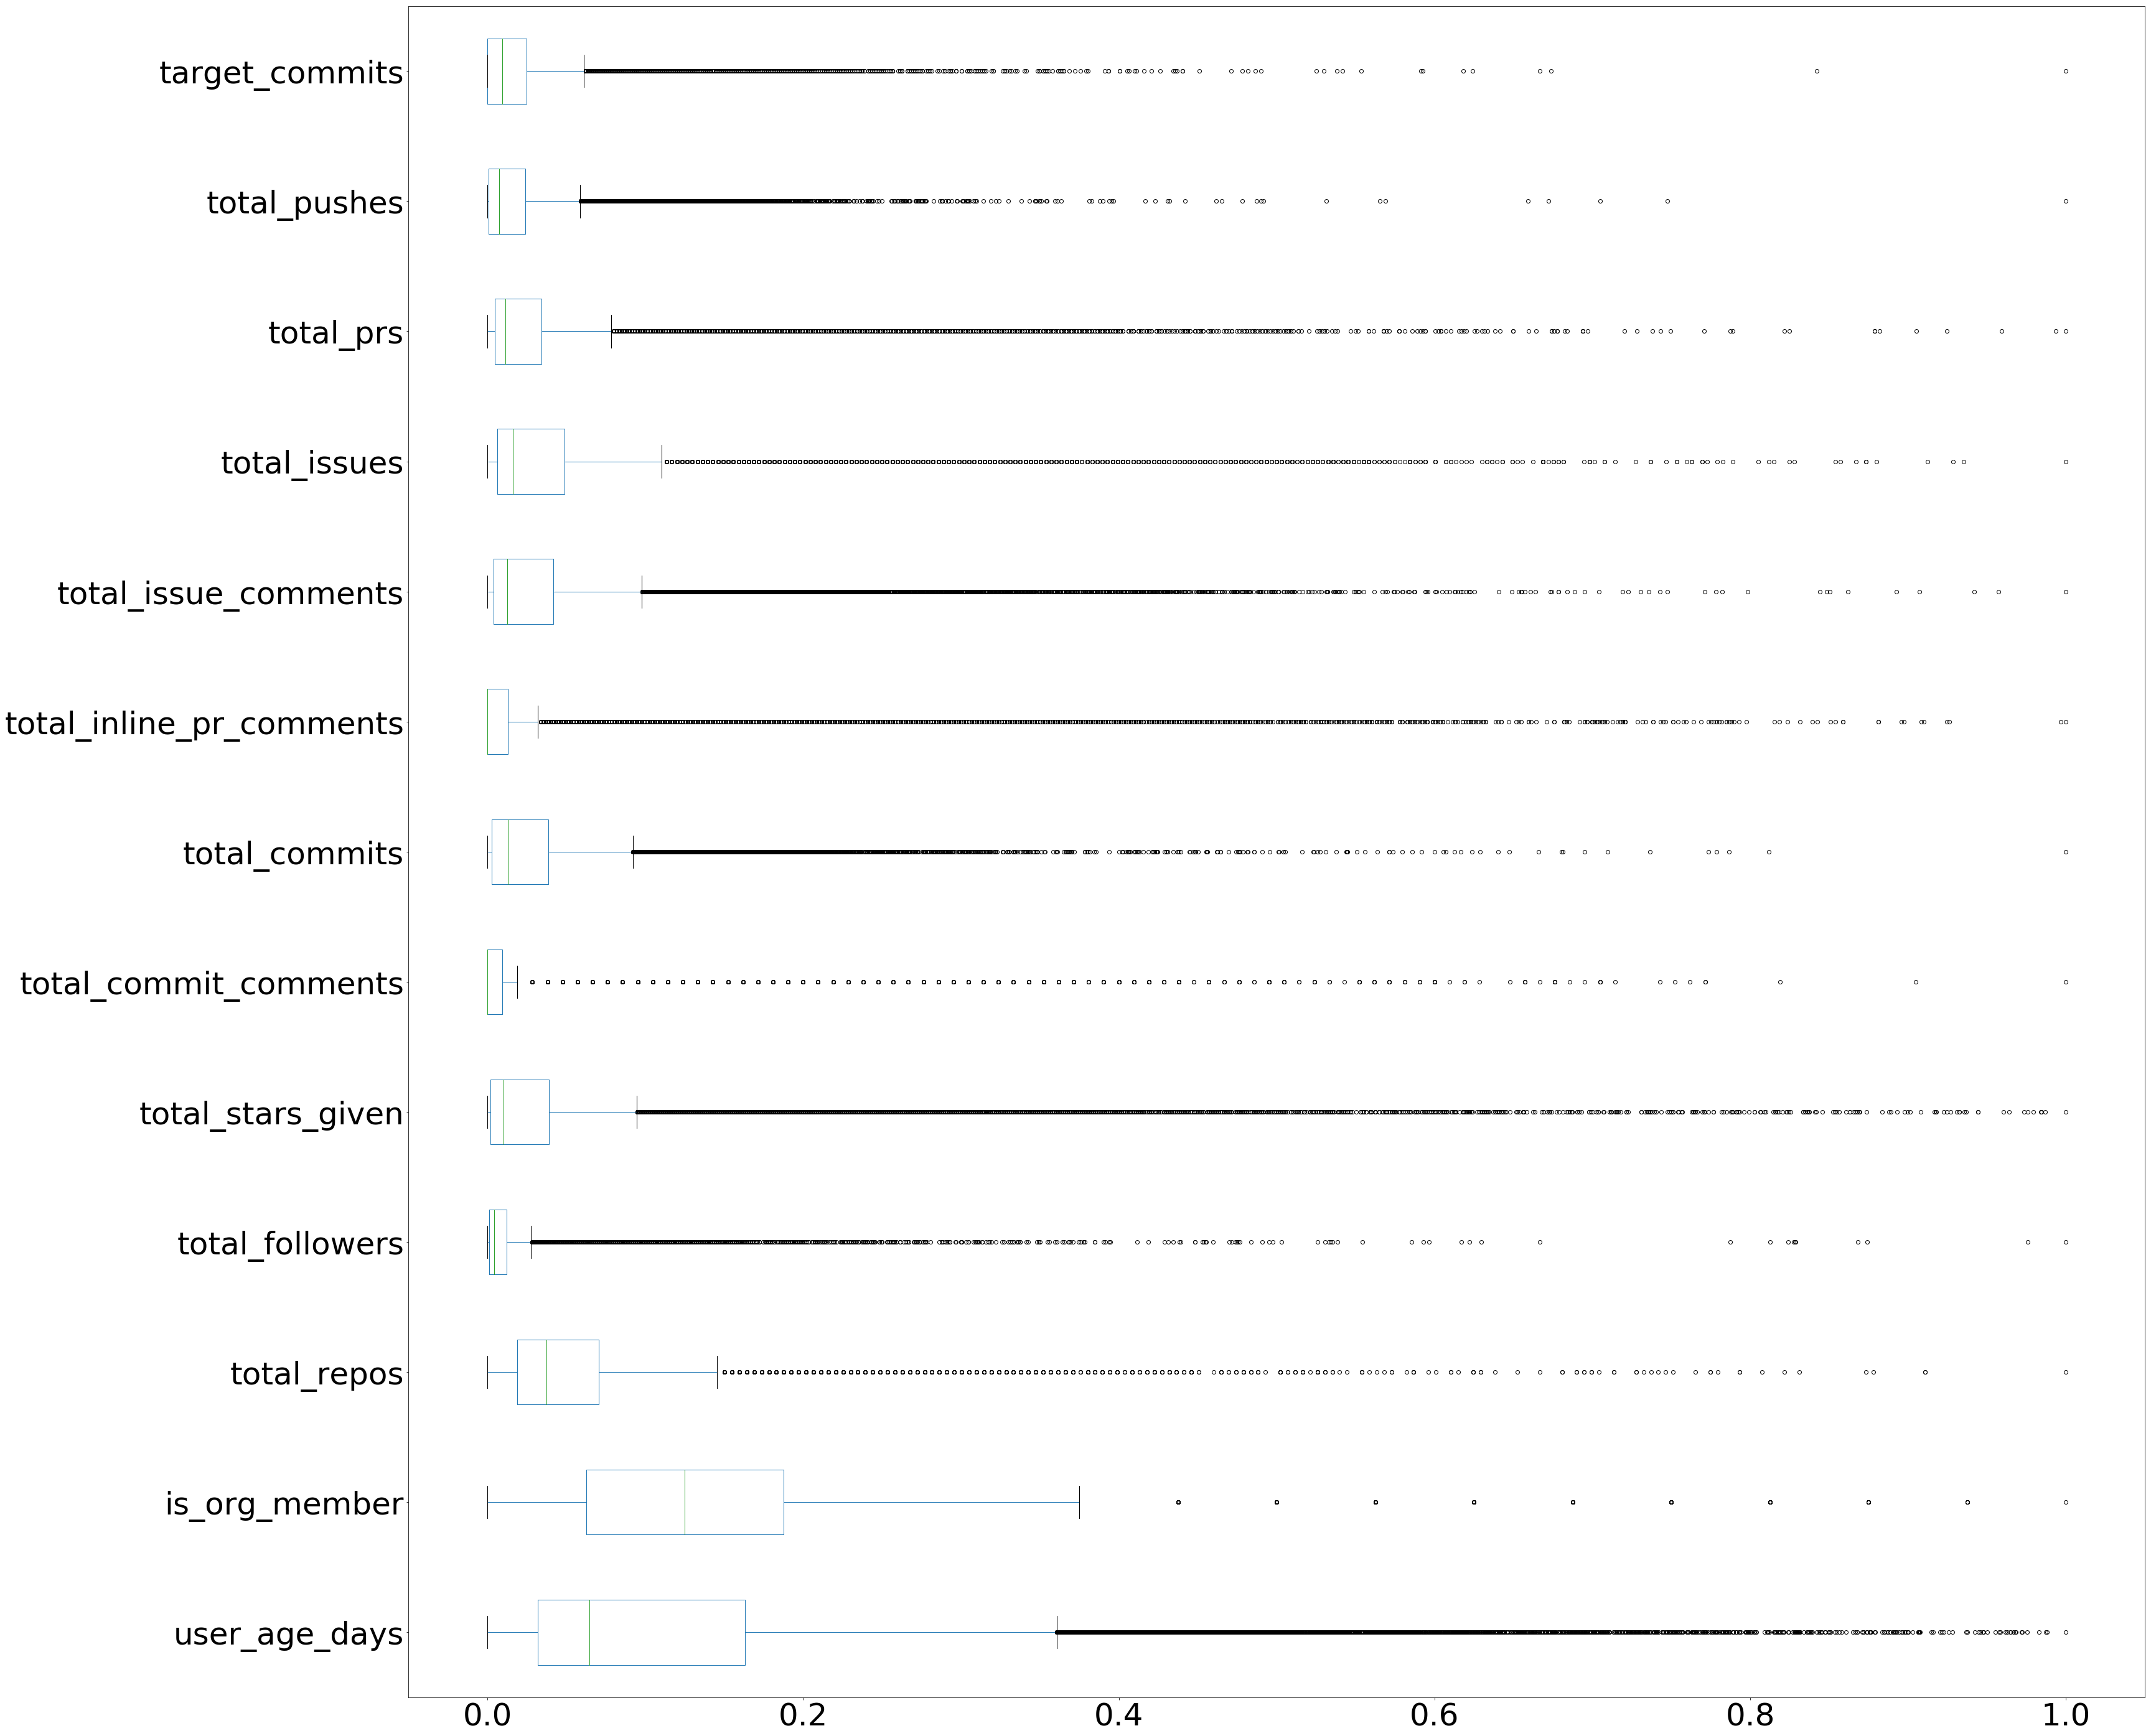 target_commits
total_pushes
total_prs
total_issues
total_issue_comments
total_inline_pr_comments
total_commits
total_commit_comments
total_stars_given
total_followers
total_repos
is_org_member
user_age_days
0.0 0.2 0.4 0.6 0.8 1.0